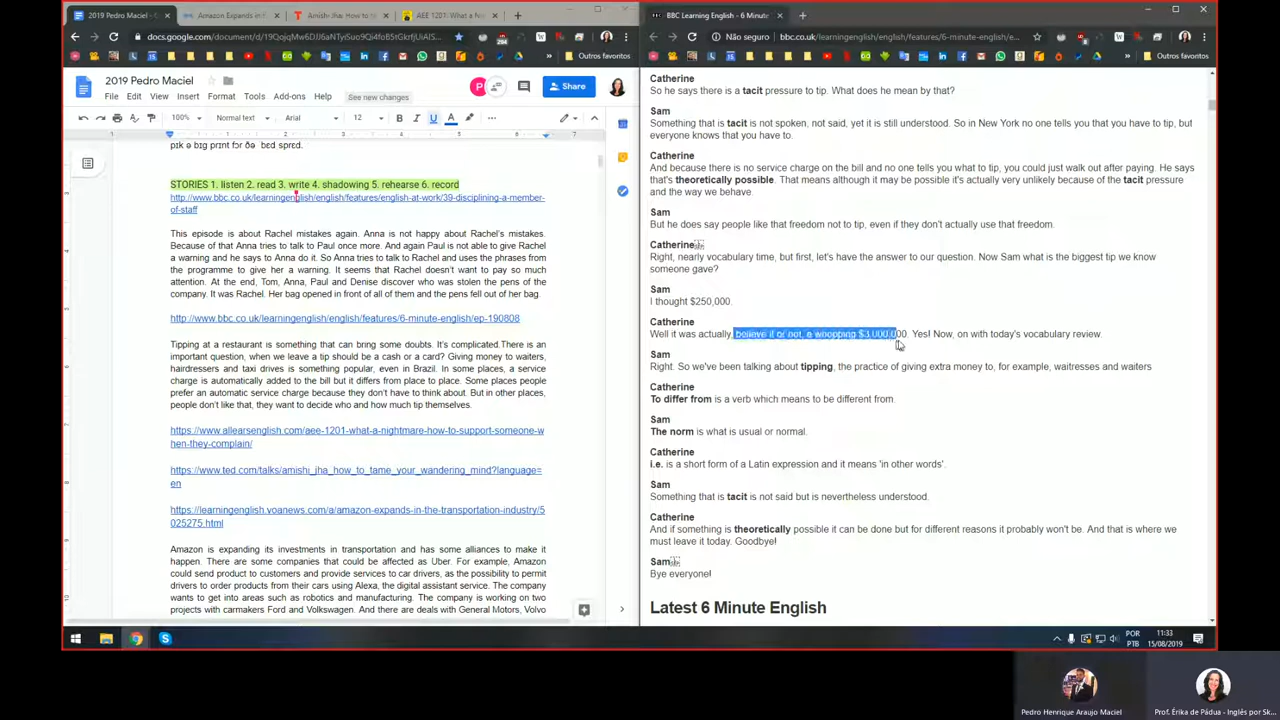 2019 Pedro Maciel
Amazon Expands in
Amishi Jha: How to
AEE 1201: What a N
BBC Learning English - 6 Minute
docs.google.com/document/d/
Não seguro
bbc.co.uk/learningenglish/english/features/6-minute-english/e...
Outros favoritos
Outros favoritos
2019 Pedro Maciel
File Edit View Insert Format Tools Add-ons Help
See new changes
Share
100% Normal text Arial 12
pɪk ə bɪg prɪnt fɔr ðə bɛd sprɛd.
STORIES 1. listen 2. read 3. write 4. shadowing 5. rehearse 6. record
http://www.bbc.co.uk/learningenglish/english/features/english-at-work/39-disciplining-a-member-
of-staff
This episode is about Rachel mistakes again. Anna is not happy about Rachel's mistakes.
Because of that Anna tries to talk to Paul once more. And again Paul is not able to give Rachel
a warning and he says to Anna do it. So Anna tries to talk to Rachel and uses the phrases from
the programme to give her a warning. It seems that Rachel doesn't want to pay so much
attention. At the end, Tom, Anna, Paul and Denise discover who was stolen the pens of the
company. It was Rachel. Her bag opened in front of all of them and the pens fell out of her bag.
http://www.bbc.co.uk/learningenglish/english/features/6-minute-english/ep-190808
Tipping at a restaurant is something that can bring some doubts. It's complicated.There is an
important question, when we leave a tip should be a cash or a card? Giving money to waiters,
hairdressers and taxi drives is something popular, even in Brazil. In some places, a service
charge is automatically added to the bill but it differs from place to place. Some places people
prefer an automatic service charge because they don't have to think about. But in other places,
people don't like that, they want to decide who and how much tip themselves.
https://www.allearsenglish.com/aee-1201-what-a-nightmare-how-to-support-someone-w
hen-they-complain/
https://www.ted.com/talks/amishi_jha_how_to_tame_your_wandering_mind?language=
en
https://learningenglish.voanews.com/a/amazon-expands-in-the-transportation-industry/5
025275.html
Amazon is expanding its investments in transportation and has some alliances to make it
happen. There are some companies that could be affected as Uber. For example, Amazon
could send product to customers and provide services to car drivers, as the possibility to permit
drivers to order products from their cars using Alexa, the digital assistant service. The company
wants to get into areas such as robotics and manufacturing. The company is working on two
projects with carmakers Ford and Volkswagen. And there are deals with General Motors, Volvo
Catherine
So he says there is a tacit pressure to tip. What does he mean by that?
Sam
Something that is tacit is not spoken, not said, yet it is still understood. So in New York no one tells you that you have to tip, but
everyone knows that you have to.
Catherine
And because there is no service charge on the bill and no one tells you what to tip, you could just walk out after paying. He says
that's theoretically possible. That means although it may be possible it's actually very unlikely because of the tacit pressure
and the way we behave.
Sam
But he does say people like that freedom not to tip, even if they don't actually use that freedom.
Catherine
Right, nearly vocabulary time, but first, let's have the answer to our question. Now Sam what is the biggest tip we know
someone gave?
Sam
I thought $250,000.
Catherine
Well it was actually, believe it or not, a whopping $3,000,000. Yes! Now, on with today's vocabulary review.
Sam
Right. So we've been talking about tipping, the practice of giving extra money to, for example, waitresses and waiters
Catherine
To differ from is a verb which means to be different from.
Sam
The norm is what is usual or normal.
Catherine
i.e. is a short form of a Latin expression and it means 'in other words'.
Sam
Something that is tacit is not said but is nevertheless understood.
Catherine
And if something is theoretically possible it can be done but for different reasons it probably won't be. And that is where we
must leave it today. Goodbye!
Sam
Bye everyone!
Latest 6 Minute English
POR
PTB
11:33
15/08/2019
Pedro Henrique Araujo Maciel
Prof. Érika de Pádua - Inglês por Sk...